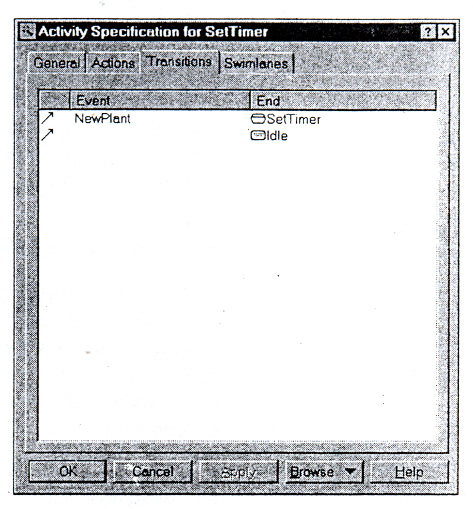 Activity Specification for SetTimer
General Actions Transitions Swimlanes
Event End
NewPlant SetTimer
Idle
OK Cancel Apply Browse Help